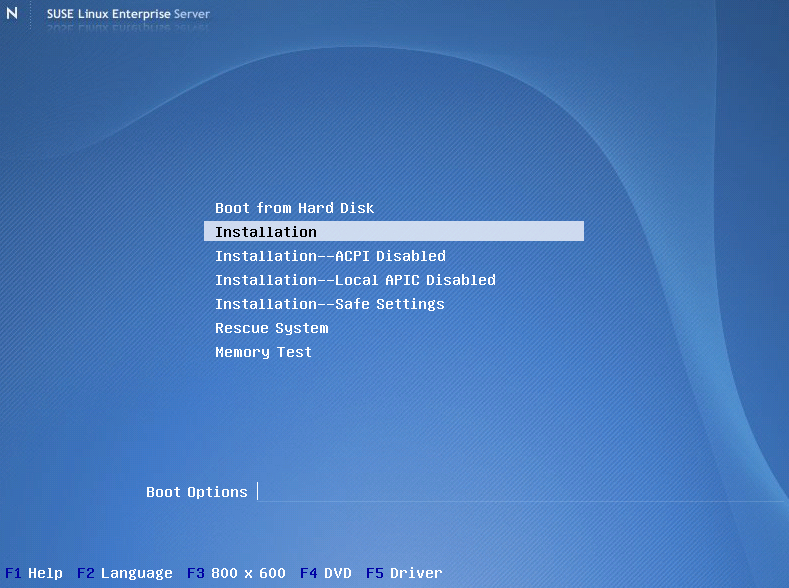 N SUSE Linux Enterprise Server
Boot from Hard Disk
Installation
Installation--ACPI Disabled
Installation--Local APIC Disabled
Installation--Safe Settings
Rescue System
Memory Test
Boot Options
F1 Help F2 Language F3 800 x 600 F4 DVD F5 Driver